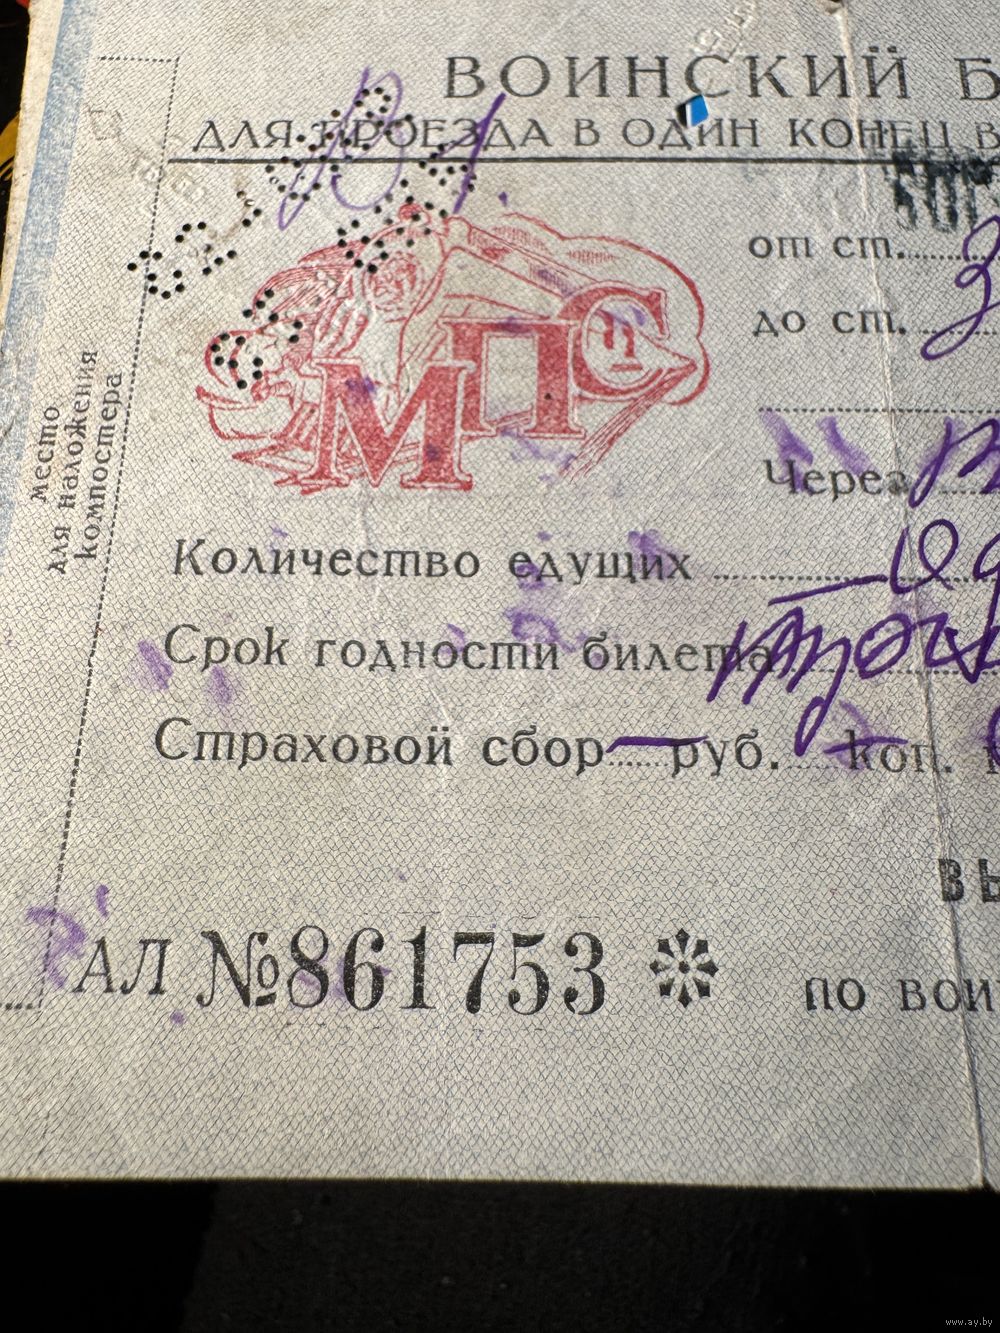 ВОИНСКИЙ Б
ДЛЯ ПРОЕЗДА В ОДИН КОНЕЦ В
от ст.
до ст.
МПС
Через
место
для наложения
компостера
Количество едущих
Срок годности билета
Страховой сбор руб. коп.
ВЫ
АЛ №861753
по вои
www.ay.by